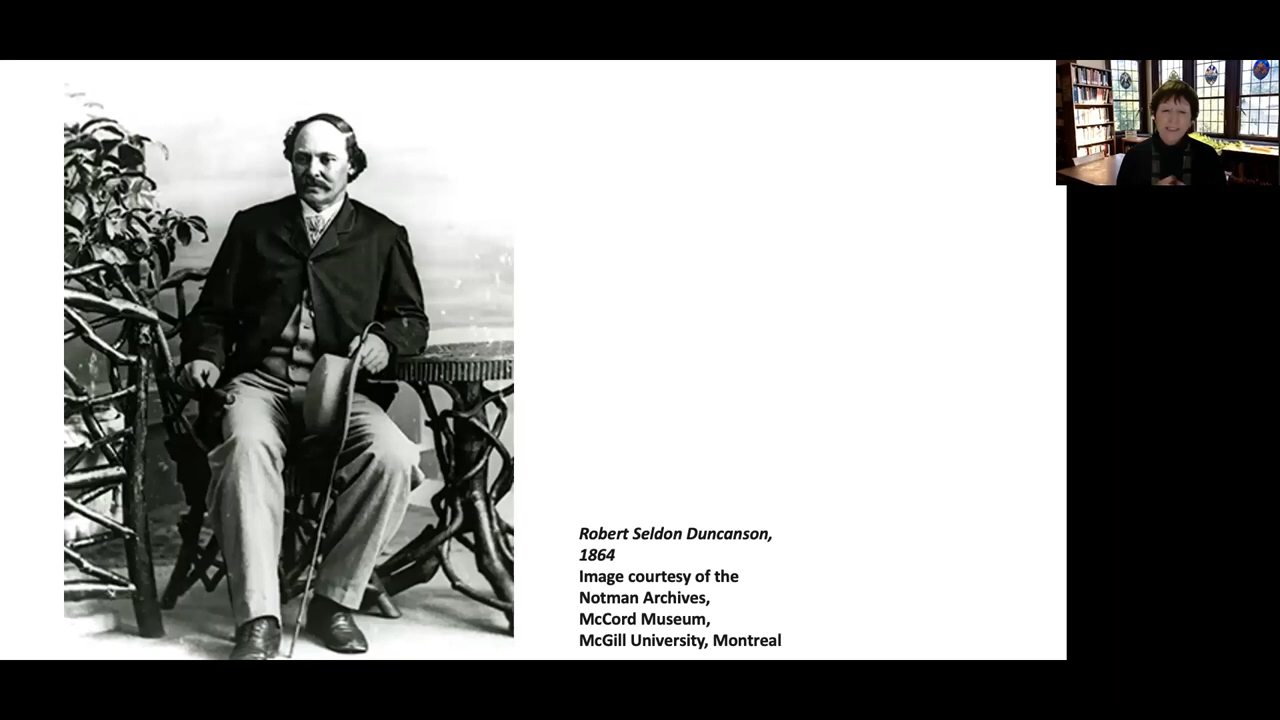 Robert Seldon Duncanson,
1864
Image courtesy of the
Notman Archives,
McCord Museum,
McGill University, Montreal